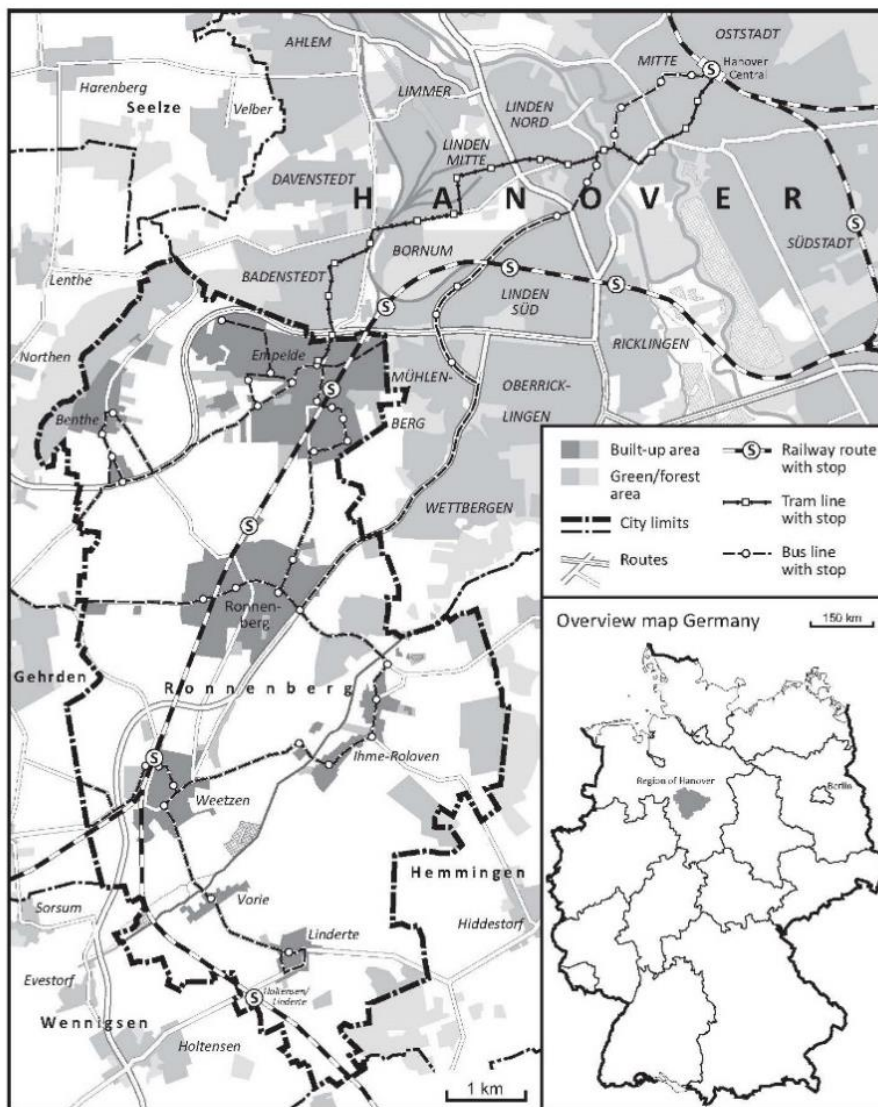 OSTSTADT
AHLEM
MITTE
S
Hanover
Central
Harenberg
LIMMER
Seelze
Velber
LINDEN
NORD
LINDEN
MITTE
DAVENSTEDT
HANOVER
S
SÜDSTADT
BORNUM
Lenthe
BADENSTEDT
S
LINDEN
SÜD
S
S
RICKLINGEN
Northen
Empelde
MÜHLEN-
BERG
OBERRICK-
LINGEN
S
Benthe
WETTBERGEN
S
Ronnen-
berg
Gehrden
Ronnenberg
S
Ihme-Roloven
Weetzen
Hemmingen
Vorie
Sorsum
Linderte
Hiddestorf
Evestorf
S
Holtensen/
Linderte
Wennigsen
Holtensen
1 km
Built-up area
Green/forest
area
City limits
Routes
S
Railway route
with stop
Tram line
with stop
Bus line
with stop
Overview map Germany
150 km
Region of Hanover
Berlin